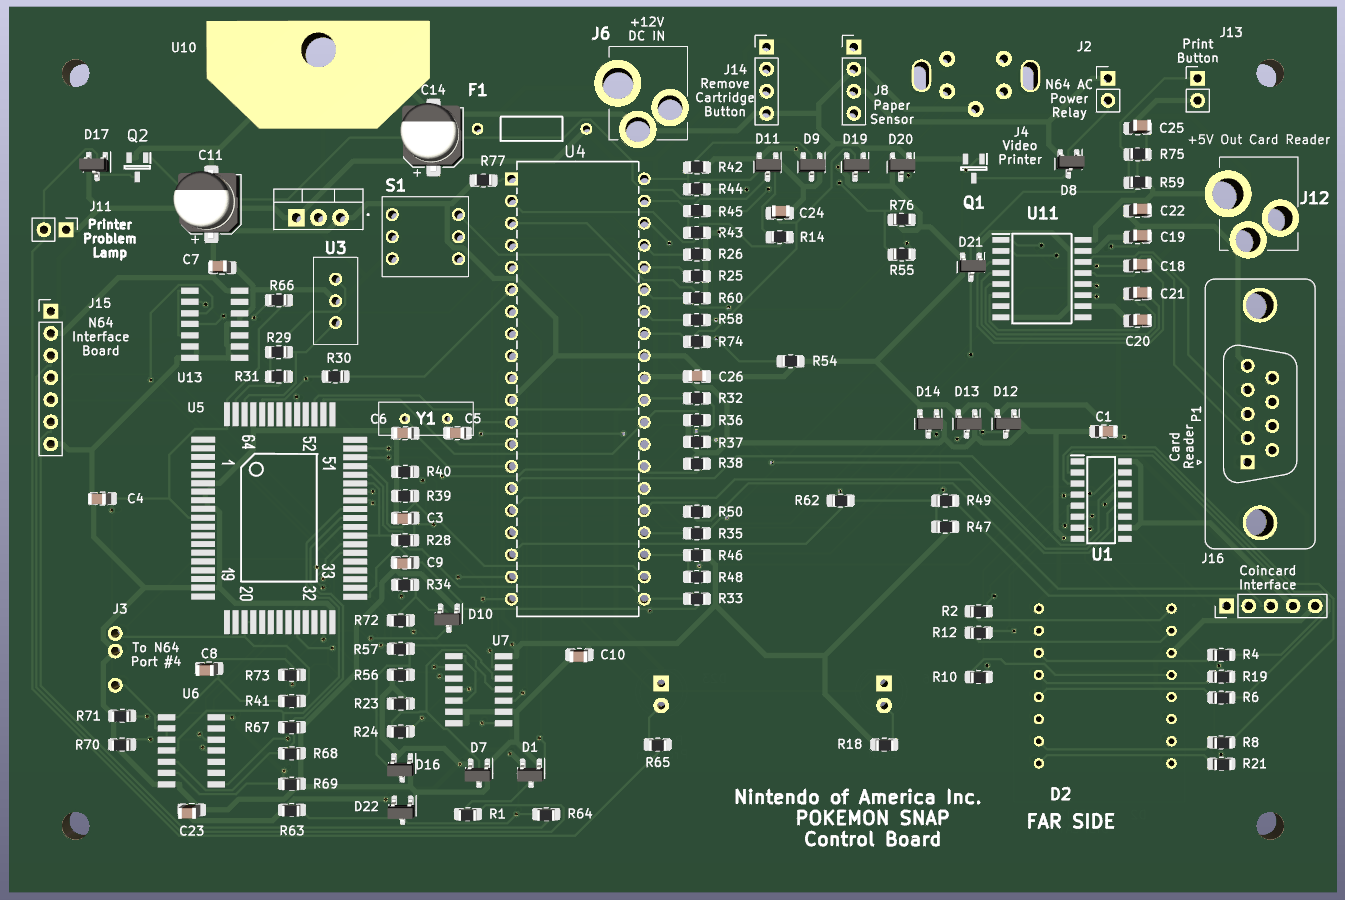 U10
J6
+12V
DC IN
J13
Print
Button
J2
C14
F1
J14
Remove
Cartridge
Button
J8
Paper
Sensor
N64 AC
Power
Relay
C25
+5V Out Card Reader
J4
Video
Printer
D17
Q2
C11
R77
U4
R42
D11
D9
D19
D20
D8
R75
R59
S1
R44
R45
C24
R14
R76
Q1
U11
C22
J12
J11
Printer
Problem
Lamp
U3
R43
R26
R25
R55
D21
C19
C18
C7
R66
R60
R58
R74
C21
C20
J15
N64
Interface
Board
R29
R31
R30
U13
U5
C26
R54
R32
R36
R37
R38
D14
D13
D12
C1
C6
Y1
C5
P1
Card
Reader
64
52
1
51
R40
R39
C3
R28
C9
R34
C4
19
20
32
33
R50
R35
R46
R48
R33
R62
R49
R47
U1
J16
Coincard
Interface
J3
To N64
Port #4
R72
D10
R57
U7
C10
R2
R12
R10
R4
R19
R6
C8
U6
R73
R41
R67
R68
R69
R63
R56
R23
R24
R71
R70
D16
D7
D1
R65
R18
R8
R21
C23
D22
R1
R64
Nintendo of America Inc.
POKEMON SNAP
Control Board
D2
FAR SIDE